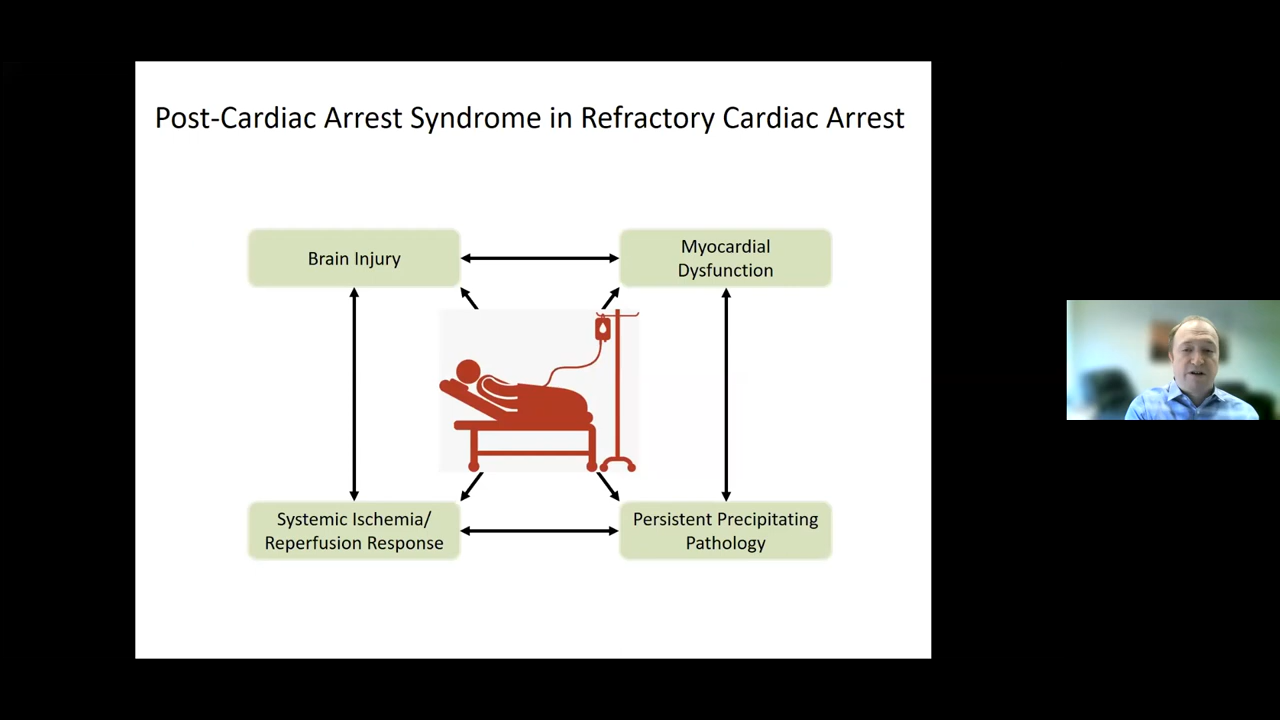 Post-Cardiac Arrest Syndrome in Refractory Cardiac Arrest
Brain Injury
Myocardial
Dysfunction
Systemic Ischemia/
Reperfusion Response
Persistent Precipitating
Pathology